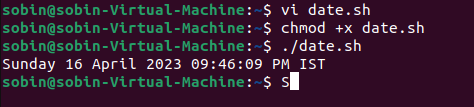 sobin@sobin-Virtual-Machine:~$ vi date.sh
sobin@sobin-Virtual-Machine:~$ chmod +x date.sh
sobin@sobin-Virtual-Machine:~$ ./date.sh
Sunday 16 April 2023 09:46:09 PM IST
sobin@sobin-Virtual-Machine:~$ S